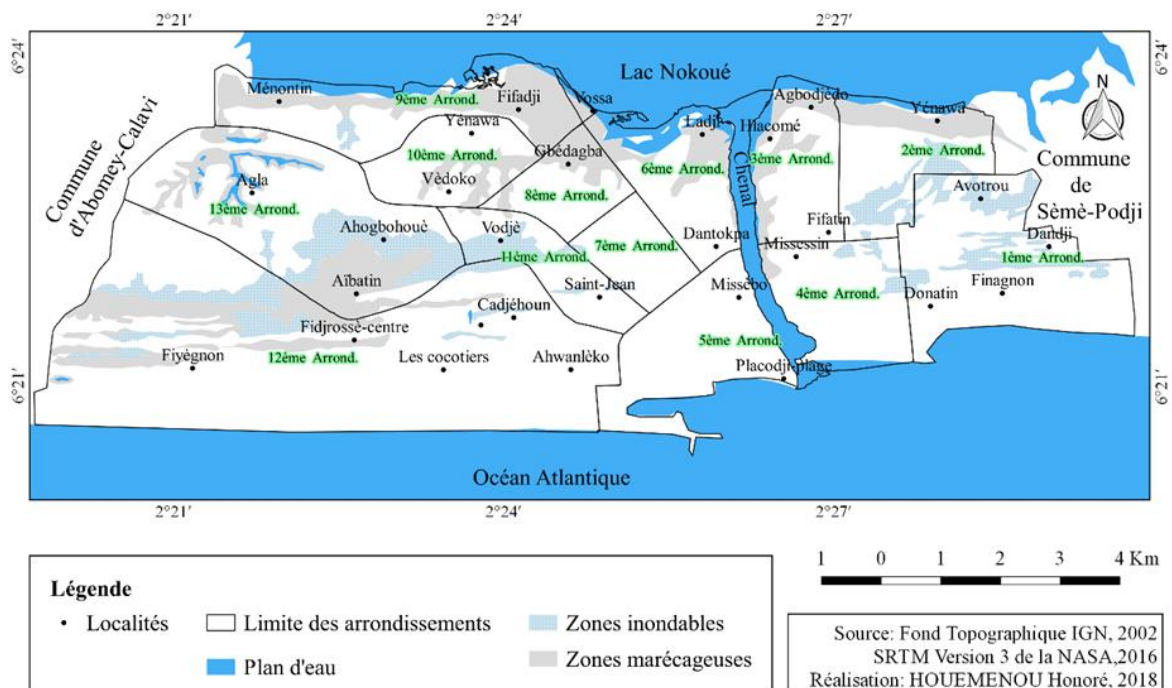 2°21′
2°24′
2°27′
6°24′
6°24′
Lac Nokoué
Ménontin
9ème Arrond.
Fifadji
Vossa
Agbodjèdo
Yénawa
N
Yénawa
Ladji
Hlacomé
Commune d'Abomey-Calavi
10ème Arrond.
Gbédagba
6ème Arrond.
Chenal
3ème Arrond.
2ème Arrond.
Commune
de
Sèmè-Podji
Agla
Vèdoko
8ème Arrond.
Avotrou
13ème Arrond.
Ahogbohouè
Vodjè
7ème Arrond.
Dantokpa
Fifatin
Dandji
H1éme Arrond.
Missessin
1ème Arrond.
Aïbatin
Saint-Jean
Missébo
4ème Arrond.
Donatin
Finagnon
Cadjéhoun
Fidjrossè-centre
12ème Arrond.
5ème Arrond.
Fiyègnon
Les cocotiers
Ahwanlèko
Placodji-plage
6°21′
6°21′
Océan Atlantique
2°21′
2°24′
2°27′
Légende
Localités
Limite des arrondissements
Zones inondables
Plan d'eau
Zones marécageuses
1 0 1 2 3 4 Km
Source: Fond Topographique IGN, 2002
SRTM Version 3 de la NASA,2016
Réalisation: HOUEMENOU Honoré, 2018